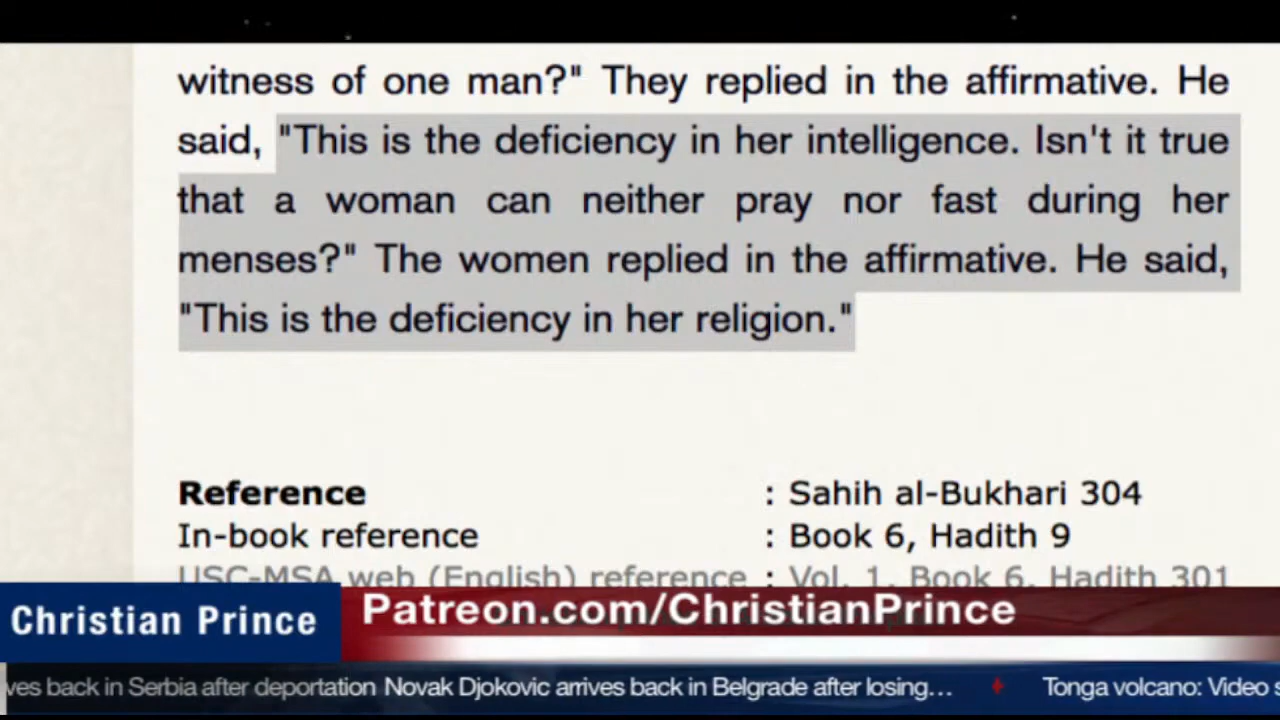 witness of one man?" They replied in the affirmative. He
said, "This is the deficiency in her intelligence. Isn't it true
that a woman can neither pray nor fast during her
menses?" The women replied in the affirmative. He said,
"This is the deficiency in her religion."
Reference : Sahih al-Bukhari 304
In-book reference : Book 6, Hadith 9
USC-MSA web (English) reference : Vol. 1, Book 6, Hadith 301
Christian Prince Patreon.com/ChristianPrince
ves back in Serbia after deportation Novak Djokovic arrives back in Belgrade after losing... Tonga volcano: Video s